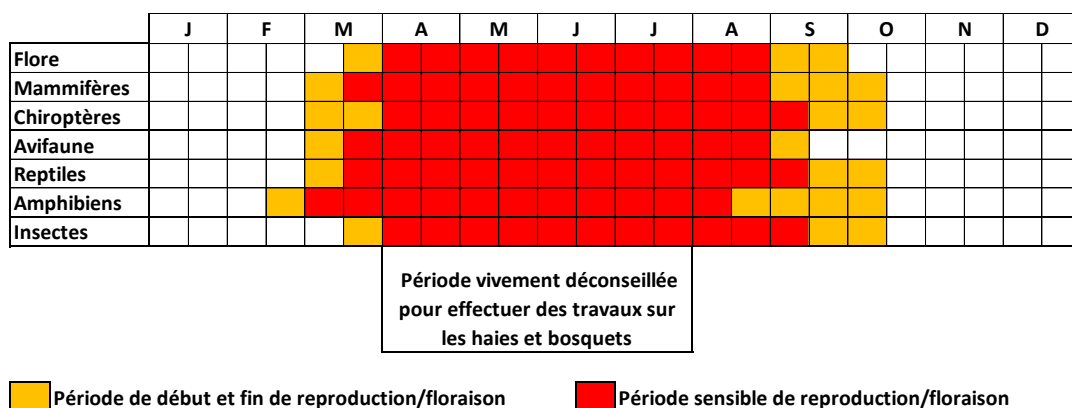 J F M A M J J A S O N D
Flore
Mammifères
Chiroptères
Avifaune
Reptiles
Amphibiens
Insectes
Période vivement déconseillée
pour effectuer des travaux sur
les haies et bosquets
Période de début et fin de reproduction/floraison
Période sensible de reproduction/floraison